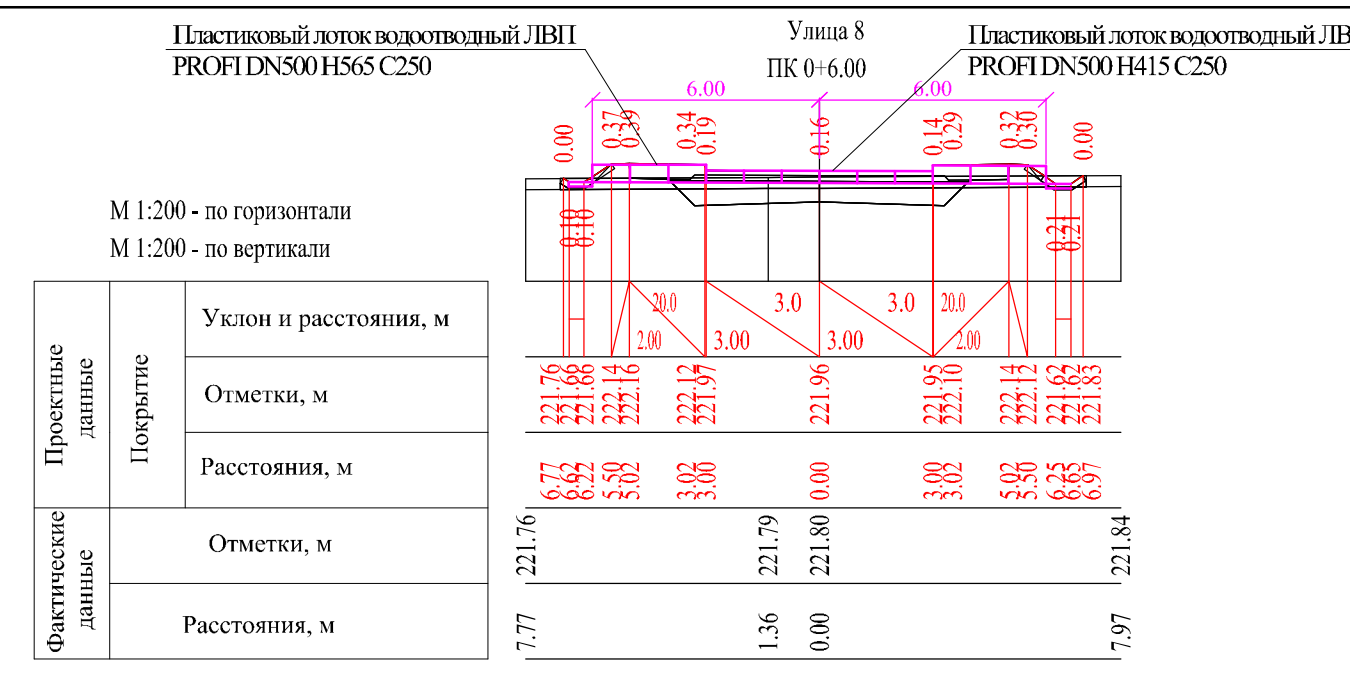 Пластиковый лоток водоотводный ЛВП
PROFI DN500 H565 C250
Улица 8
ПК 0+6.00
Пластиковый лоток водоотводный ЛВ
PROFI DN500 H415 C250
6.00 6.00
0.00 0.37 0.39 0.34 0.19 0.16 0.14 0.29 0.32 0.30 0.00
0.10 0.10 0.21 0.21
М 1:200 - по горизонтали
М 1:200 - по вертикали
Проектные данные
Покрытие
Уклон и расстояния, м
20.0 3.0 3.0 20.0
2.00 3.00 3.00 2.00
Отметки, м
221.76 221.66 221.66 222.14 222.16 222.12 221.97 221.96 221.95 222.10 222.14 222.12 221.62 221.62 221.83
Расстояния, м
6.77 6.62 6.22 5.50 5.02 3.02 3.00 0.00 3.00 3.02 5.02 5.50 6.25 6.65 6.97
Фактические данные
Отметки, м
221.76 221.79 221.80 221.84
Расстояния, м
7.77 1.36 0.00 7.97